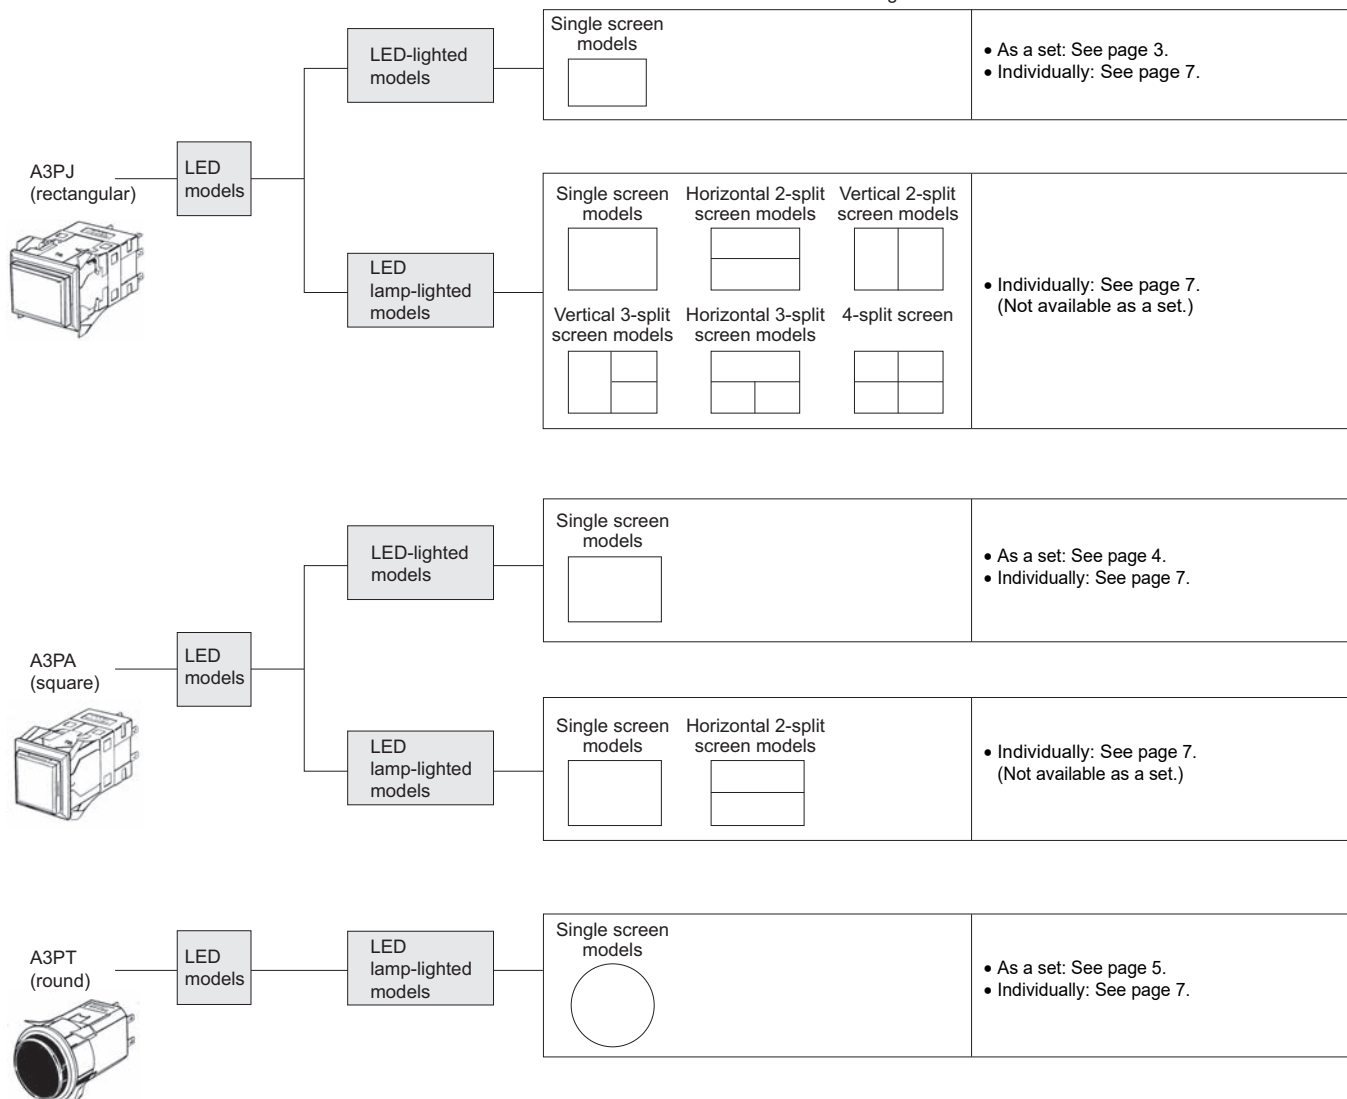 Single screen
models
LED-lighted
models
• As a set: See page 3.
• Individually: See page 7.
A3PJ
(rectangular)
LED
models
Single screen
models
Horizontal 2-split
screen models
Vertical 2-split
screen models
LED
lamp-lighted
models
• Individually: See page 7.
(Not available as a set.)
Vertical 3-split
screen models
Horizontal 3-split
screen models
4-split screen
Single screen
models
LED-lighted
models
• As a set: See page 4.
• Individually: See page 7.
A3PA
(square)
LED
models
Single screen
models
Horizontal 2-split
screen models
LED
lamp-lighted
models
• Individually: See page 7.
(Not available as a set.)
Single screen
models
A3PT
(round)
LED
models
LED
lamp-lighted
models
• As a set: See page 5.
• Individually: See page 7.